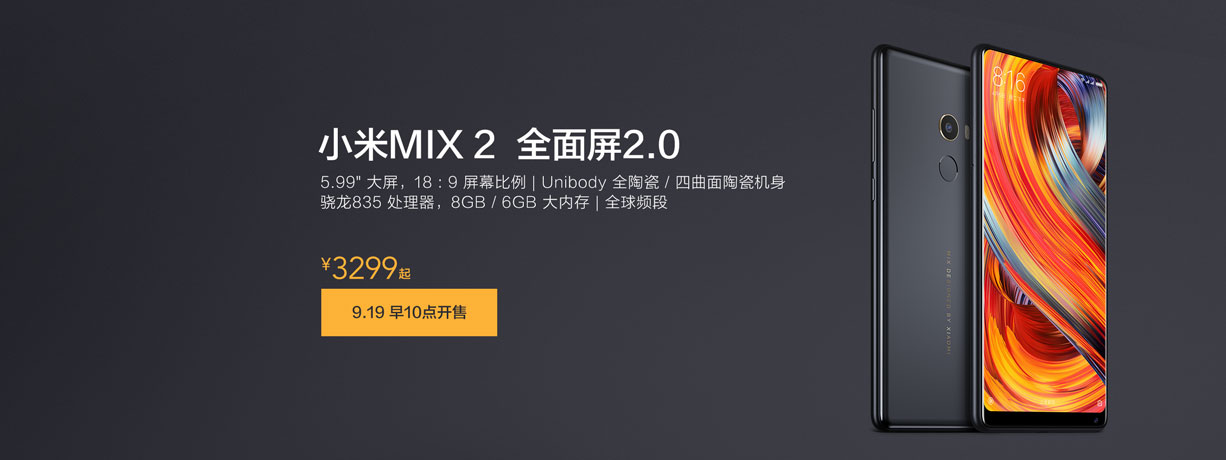 小米MIX 2 全面屏2.0
5.99" 大屏，18 : 9 屏幕比例 | Unibody 全陶瓷 / 四曲面陶瓷机身
骁龙835 处理器，8GB / 6GB 大内存 | 全球频段
¥3299起
9.19 早10点开售
816
MIX DESIGNED BY XIAOMI